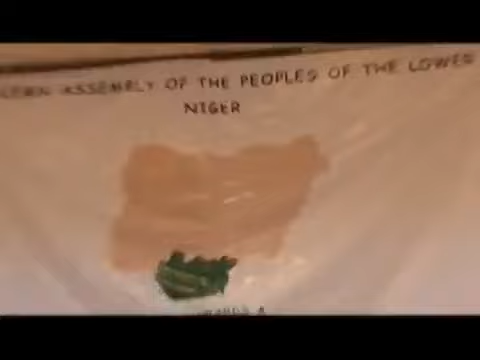 ASSEMBLY OF THE PEOPLES OF THE LOWER
NIGER